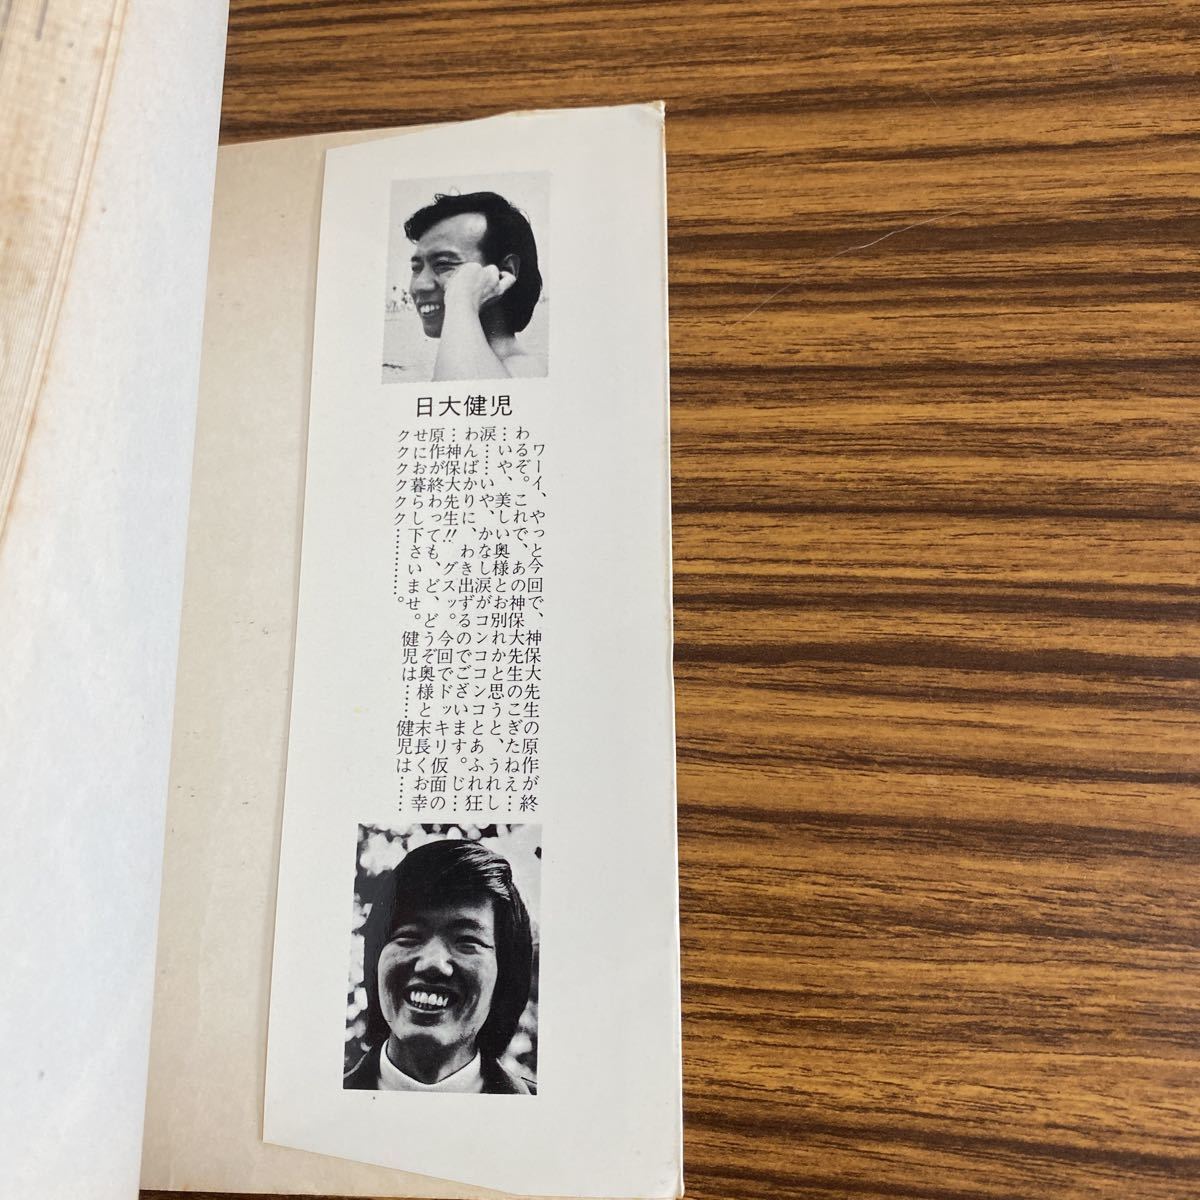 日大健児
ワーイ、やっと今回で、神保大先生の原作が終
わるぞ。これで、あの神保大先生のこぎたねえ…
…いや、美しい奥様とお別れかと思うと、うれし
涙……いや、かなし涙がコンココンコとあふれ狂
わんばかりに、わき出ずるのでございます。じ…
…神保大先生!! グスッ。今回でドッキリ仮面の
原作が終わっても、ど、どうぞ奥様と末長くお幸
せにお暮らし下さいませ。健児は……健児は……
クククククク…………。